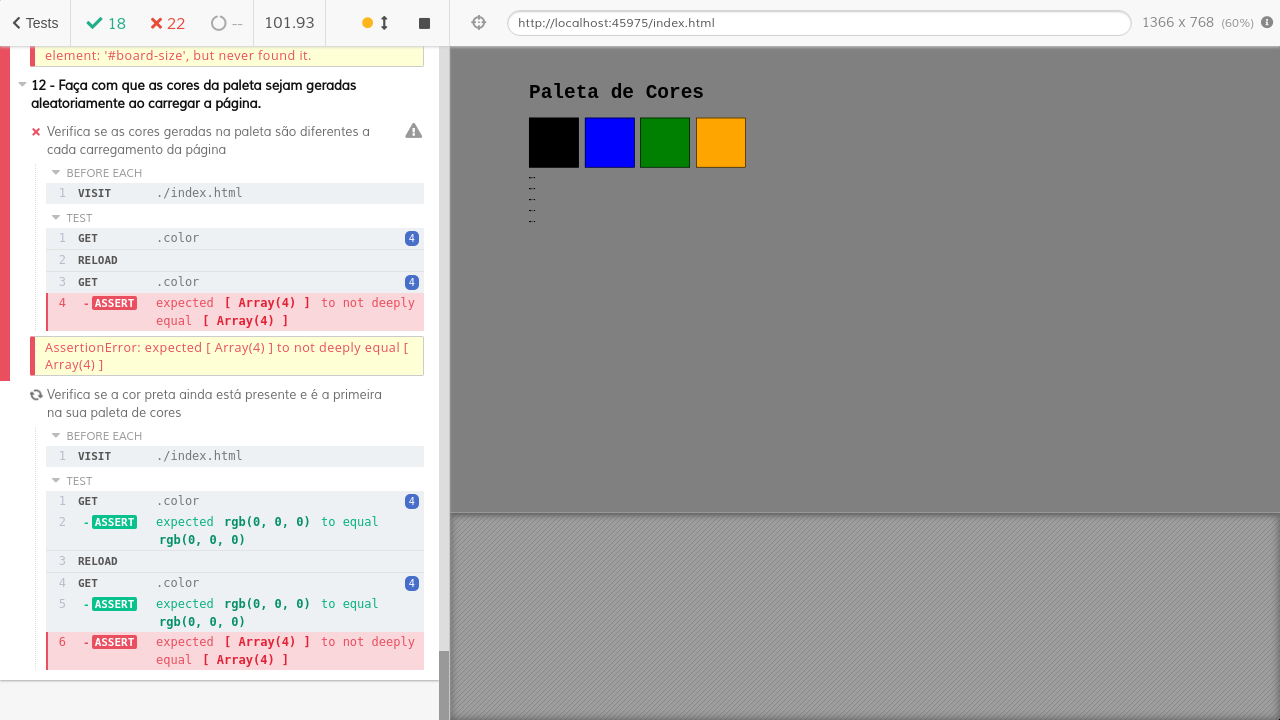 Tests
18
22
--
101.93
http://localhost:45975/index.html
1366 x 768 (60%)
element: '#board-size', but never found it.
12 - Faça com que as cores da paleta sejam geradas
aleatoriamente ao carregar a página.
Verifica se as cores geradas na paleta são diferentes a
cada carregamento da página
BEFORE EACH
1 VISIT ./index.html
TEST
1 GET .color 4
2 RELOAD
3 GET .color 4
4 -ASSERT expected [ Array(4) ] to not deeply
equal [ Array(4) ]
AssertionError: expected [ Array(4) ] to not deeply equal [
Array(4) ]
Verifica se a cor preta ainda está presente e é a primeira
na sua paleta de cores
BEFORE EACH
1 VISIT ./index.html
TEST
1 GET .color 4
2 -ASSERT expected rgb(0, 0, 0) to equal
rgb(0, 0, 0)
3 RELOAD
4 GET .color 4
5 -ASSERT expected rgb(0, 0, 0) to equal
rgb(0, 0, 0)
6 -ASSERT expected [ Array(4) ] to not deeply
equal [ Array(4) ]
Paleta de Cores